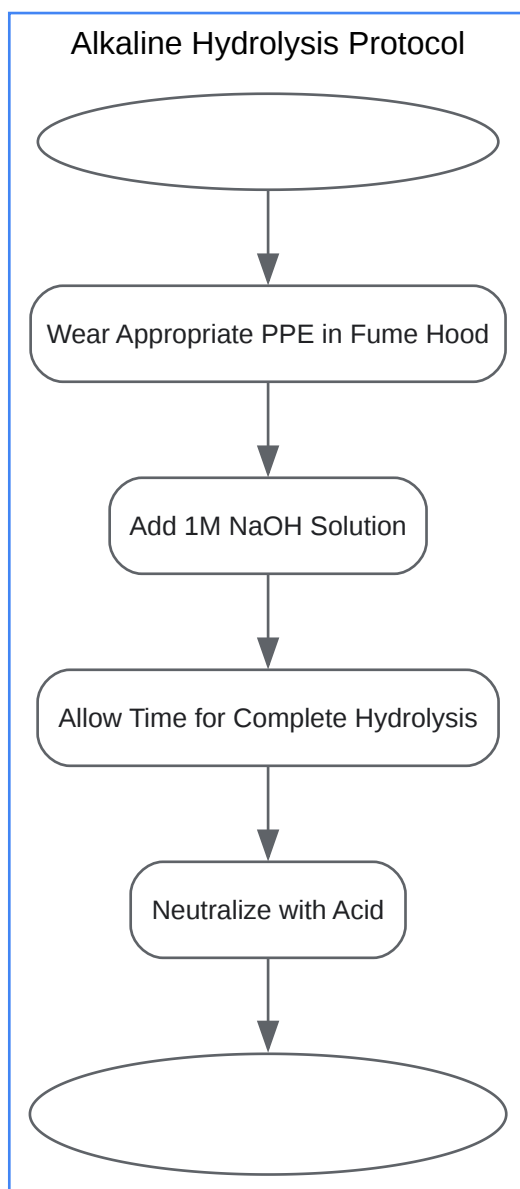 Alkaline Hydrolysis Protocol
Wear Appropriate PPE in Fume Hood
Add 1M NaOH Solution
Allow Time for Complete Hydrolysis
Neutralize with Acid